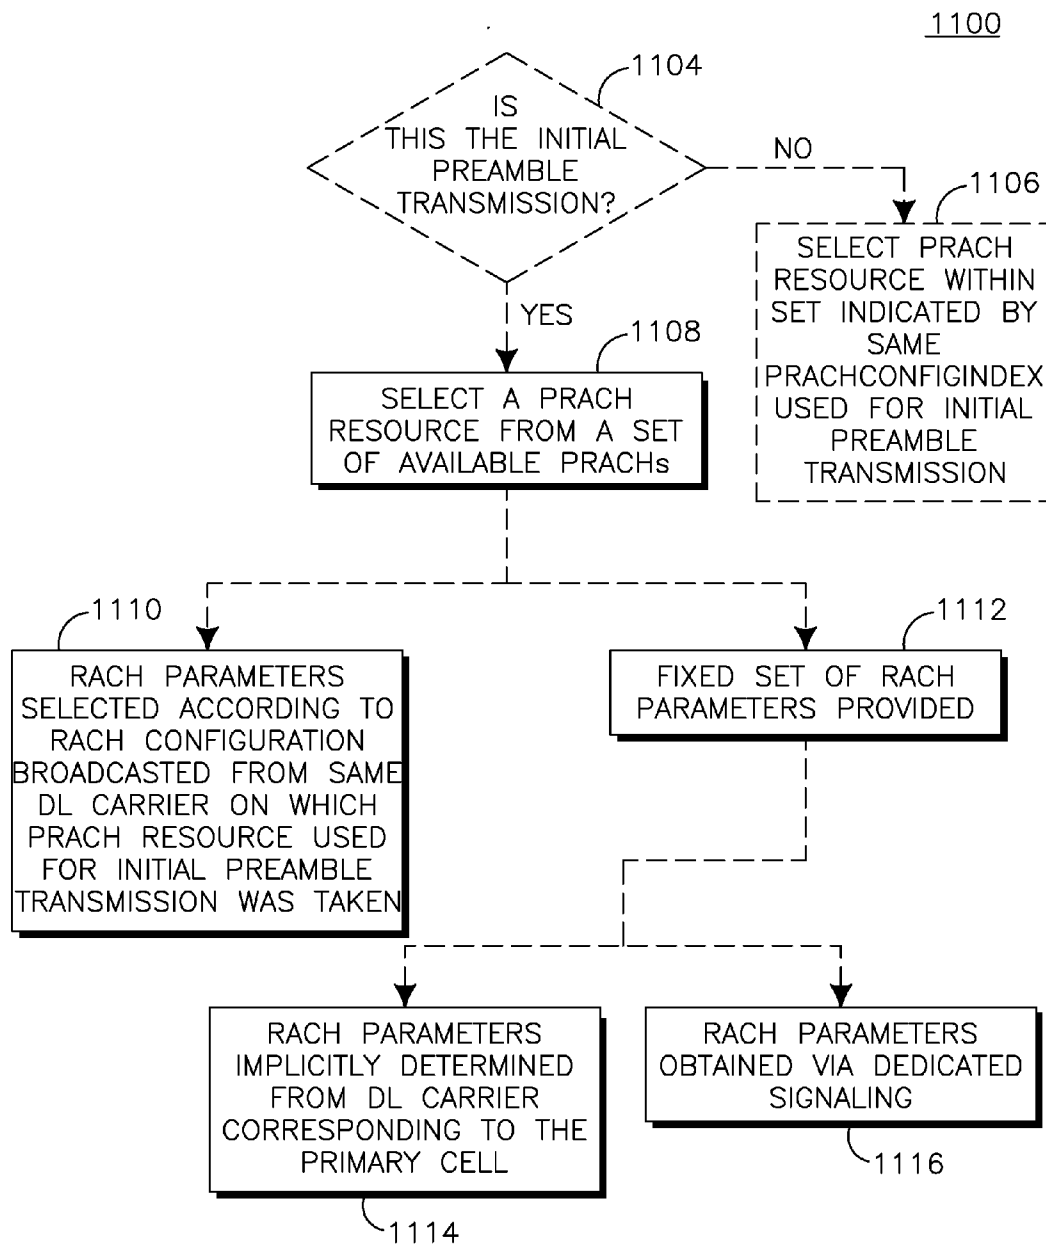 1100
1104
IS
THIS THE INITIAL
PREAMBLE
TRANSMISSION?
NO
1106
SELECT PRACH
RESOURCE WITHIN
SET INDICATED BY
SAME
PRACHCONFIGINDEX
USED FOR INITIAL
PREAMBLE
TRANSMISSION
YES
1108
SELECT A PRACH
RESOURCE FROM A SET
OF AVAILABLE PRACHs
1110
RACH PARAMETERS
SELECTED ACCORDING TO
RACH CONFIGURATION
BROADCASTED FROM SAME
DL CARRIER ON WHICH
PRACH RESOURCE USED
FOR INITIAL PREAMBLE
TRANSMISSION WAS TAKEN
1112
FIXED SET OF RACH
PARAMETERS PROVIDED
RACH PARAMETERS
IMPLICITLY DETERMINED
FROM DL CARRIER
CORRESPONDING TO THE
PRIMARY CELL
1114
RACH PARAMETERS
OBTAINED VIA DEDICATED
SIGNALING
1116